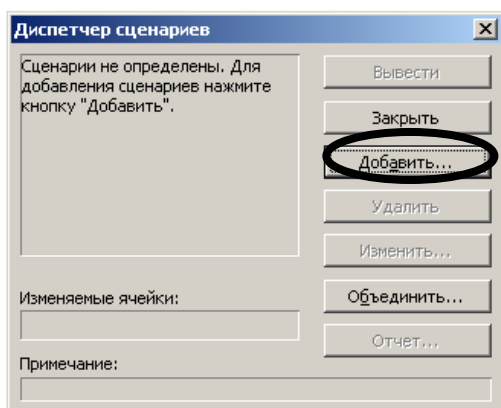 Диспетчер сценариев
Сценарии не определены. Для
добавления сценариев нажмите
кнопку "Добавить".
Вывести
Закрыть
Добавить...
Удалить
Изменить...
Изменяемые ячейки:
Объединить...
Отчет...
Примечание: